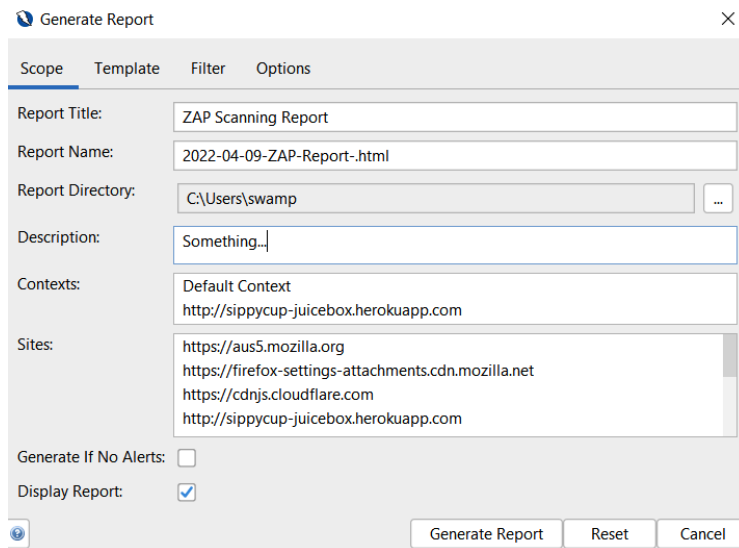 Generate Report
Scope Template Filter Options
Report Title: ZAP Scanning Report
Report Name: 2022-04-09-ZAP-Report-.html
Report Directory: C:\Users\swamp ...
Description: Something...
Contexts: Default Context
http://sippycup-juicebox.herokuapp.com
Sites: https://aus5.mozilla.org
https://firefox-settings-attachments.cdn.mozilla.net
https://cdnjs.cloudflare.com
http://sippycup-juicebox.herokuapp.com
Generate If No Alerts:
Display Report:
Generate Report Reset Cancel